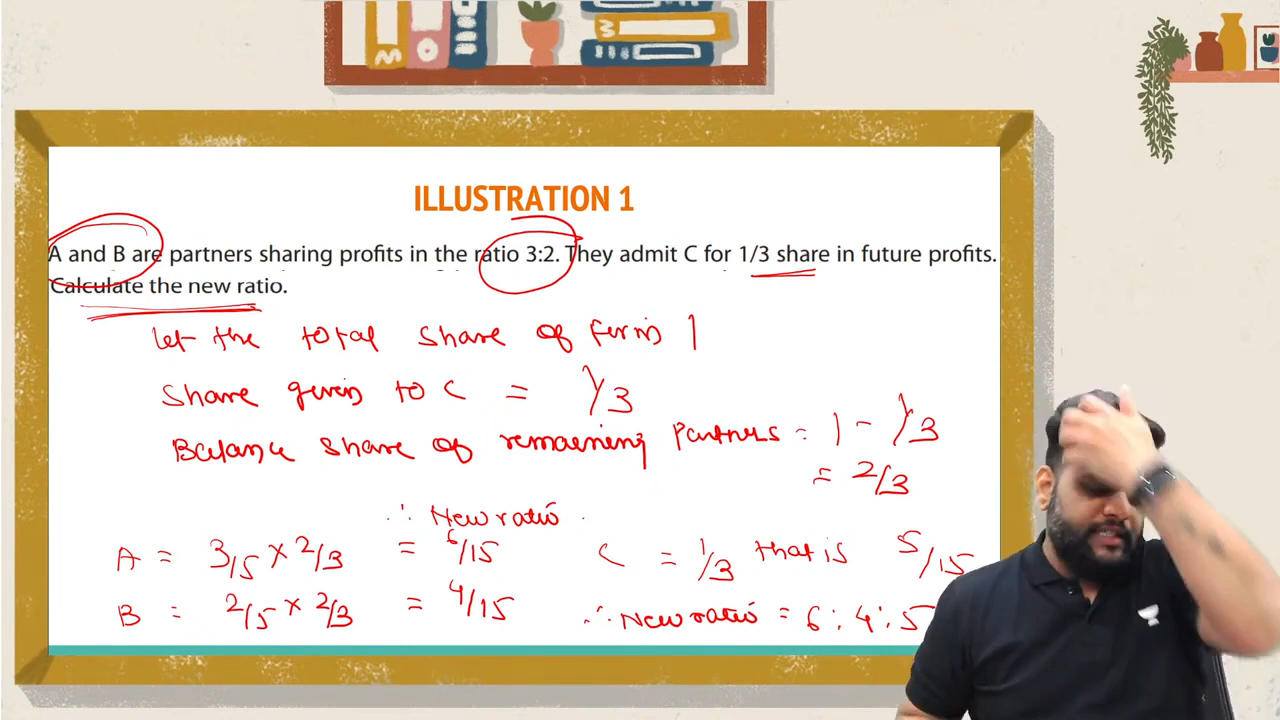 ILLUSTRATION 1
A and B are partners sharing profits in the ratio 3:2. They admit C for 1/3 share in future profits.
Calculate the new ratio.
let the total share of firm is 1
Share given to C = 1/3
Balance share of remaining Partners = 1 - 1/3
= 2/3
∴ New ratio
A = 3/5 × 2/3 = 6/15
C = 1/3 that is 5/15
B = 2/5 × 2/3 = 4/15
∴ New ratio = 6 : 4 : 5